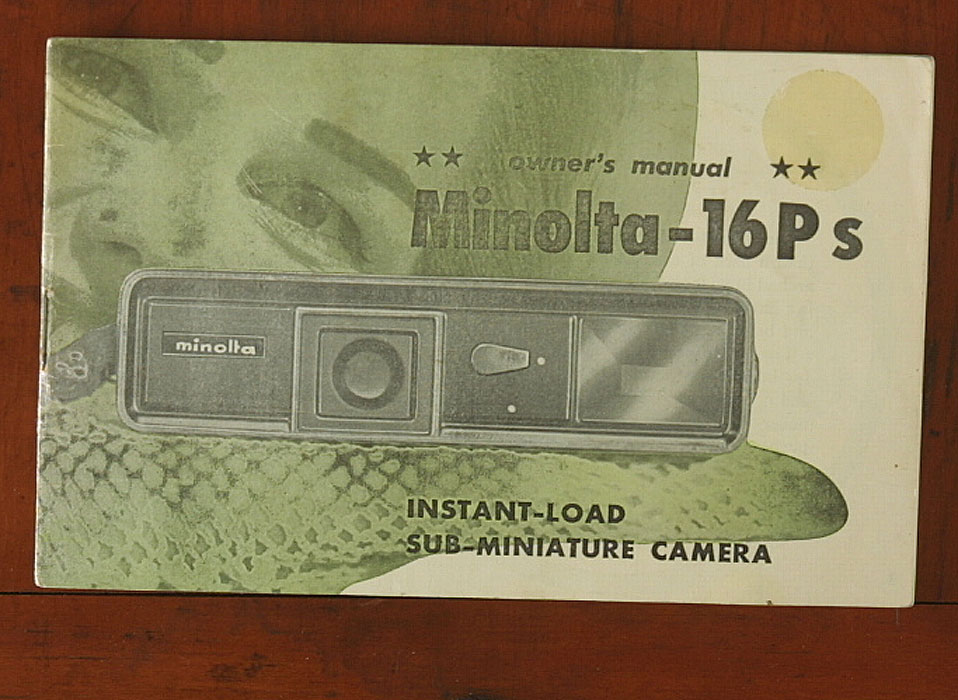 ★★ owner's manual ★★
Minolta-16Ps
minolta
INSTANT-LOAD
SUB-MINIATURE CAMERA